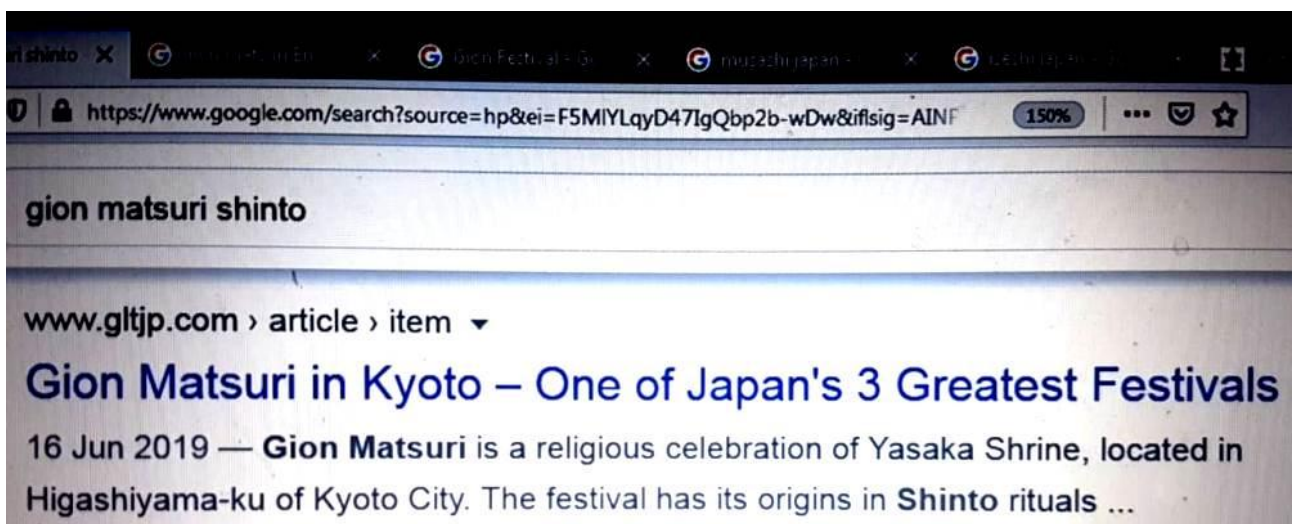 shinto
Gion Festival - G
musashi japan -
https://www.google.com/search?source=hp&ei=F5MIYLqyD47IgQbp2b-wDw&iflsig=AINF
150%
gion matsuri shinto
www.gltjp.com › article › item
Gion Matsuri in Kyoto – One of Japan's 3 Greatest Festivals
16 Jun 2019 — Gion Matsuri is a religious celebration of Yasaka Shrine, located in
Higashiyama-ku of Kyoto City. The festival has its origins in Shinto rituals ...